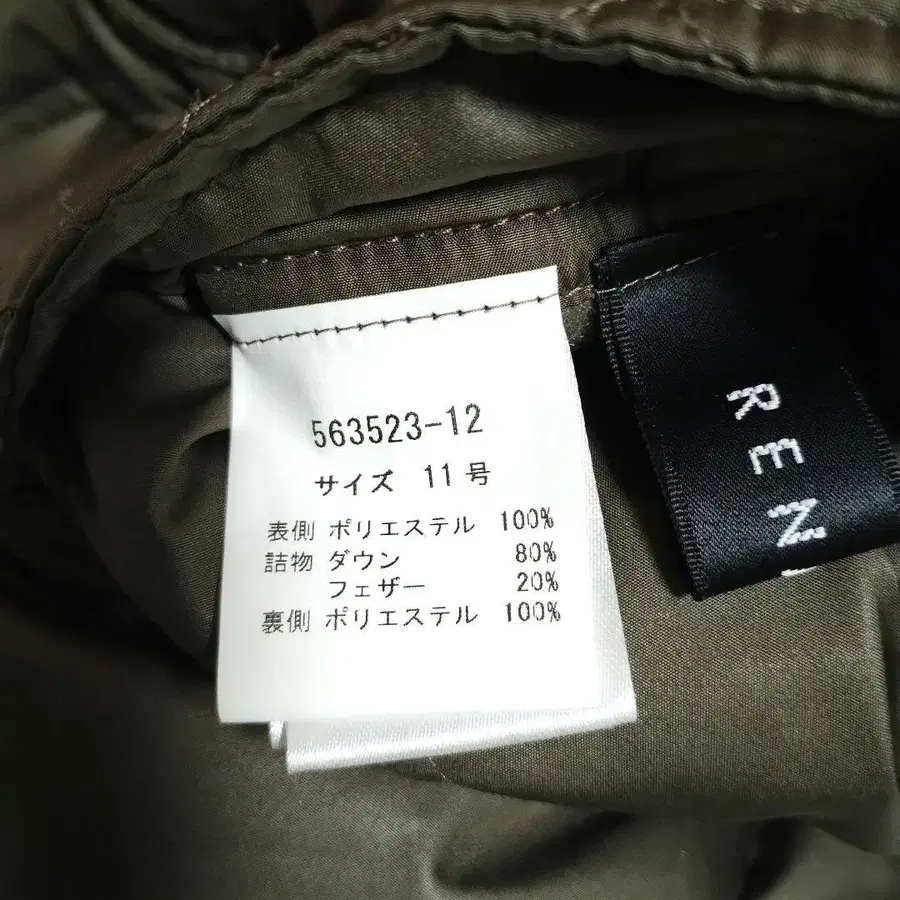 563523-12
サイズ 11号
表側 ポリエステル 100%
詰物 ダウン 80%
フェザー 20%
裏側 ポリエステル 100%
REN